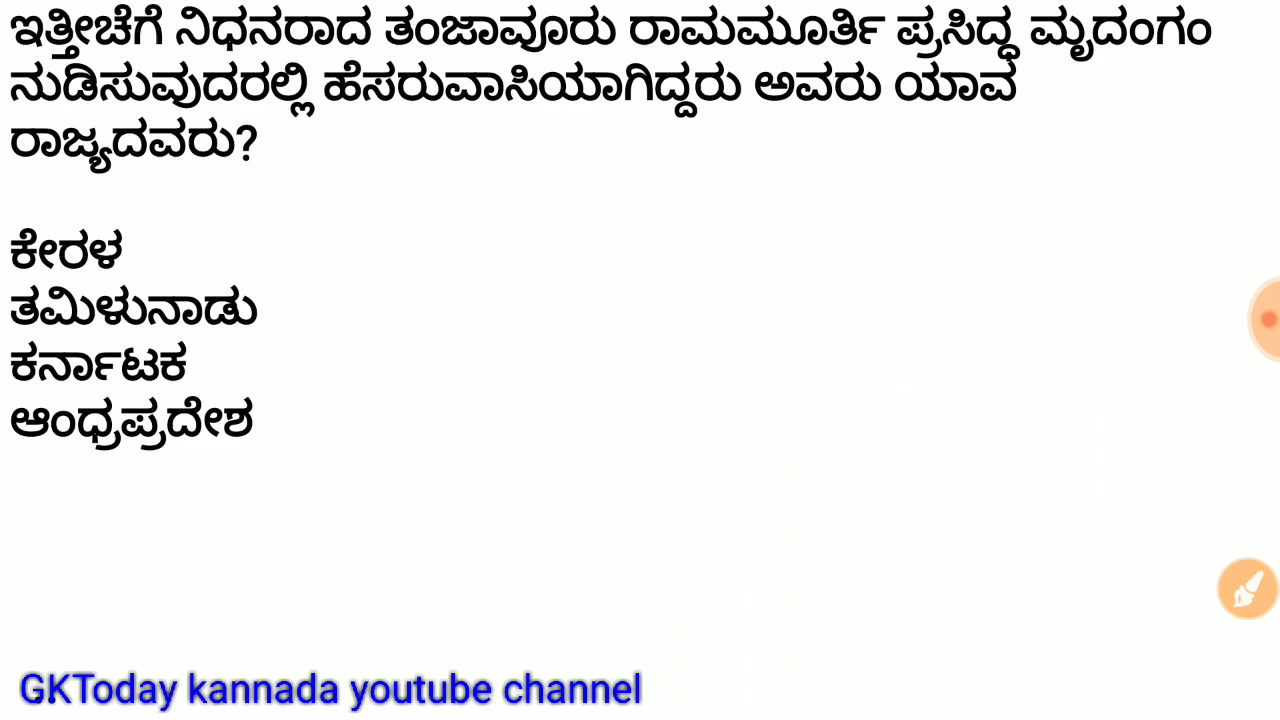 ಇತ್ತೀಚೆಗೆ ನಿಧನರಾದ ತಂಜಾವೂರು ರಾಮಮೂರ್ತಿ ಪ್ರಸಿದ್ಧ ಮೃದಂಗಂ
ನುಡಿಸುವುದರಲ್ಲಿ ಹೆಸರುವಾಸಿಯಾಗಿದ್ದರು ಅವರು ಯಾವ
ರಾಜ್ಯದವರು?
ಕೇರಳ
ತಮಿಳುನಾಡು
ಕರ್ನಾಟಕ
ಆಂಧ್ರಪ್ರದೇಶ
GKToday kannada youtube channel